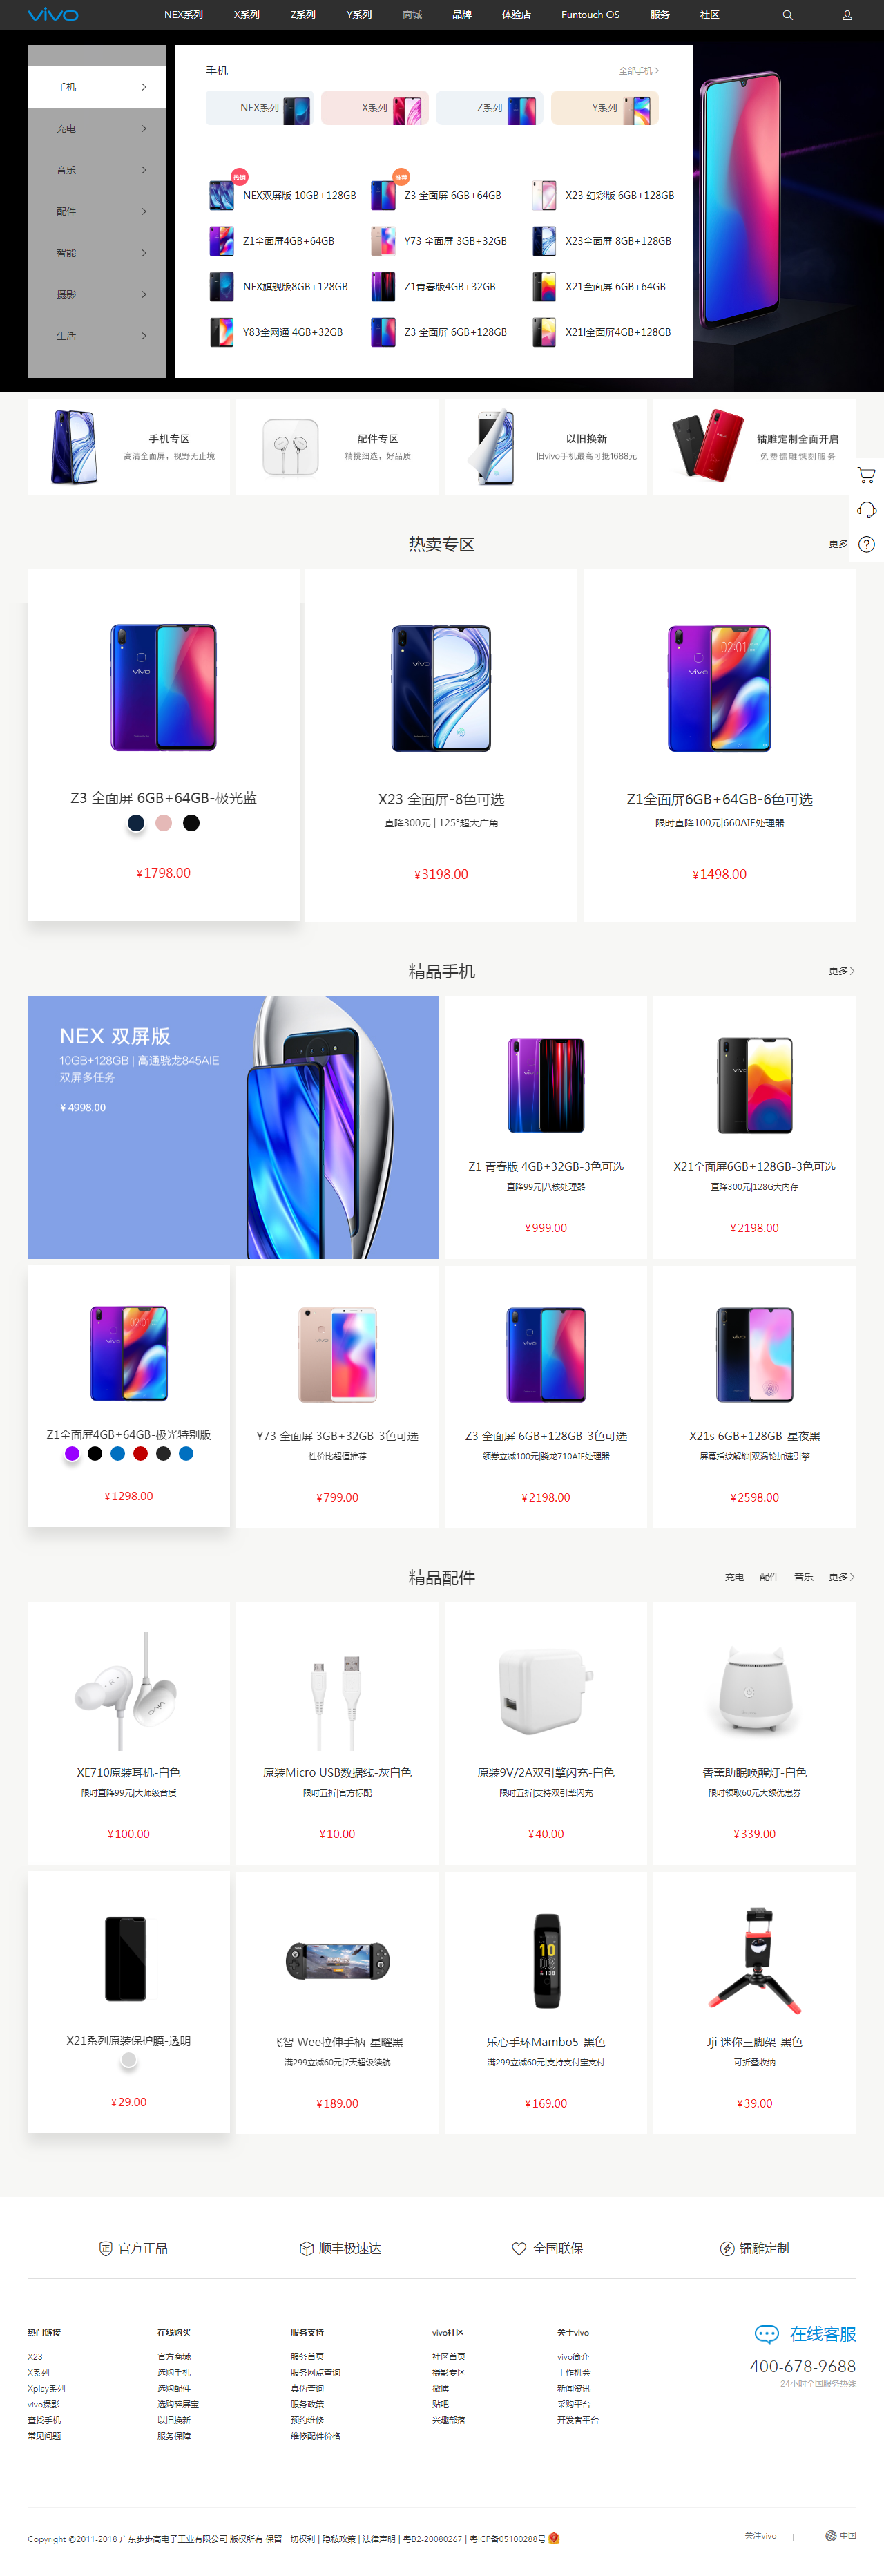 vivo NEX系列 X系列 Z系列 Y系列 商城 品牌 体验店 Funtouch OS 服务 社区
手机
充电
音乐
配件
智能
摄影
生活
手机 全部手机
NEX系列 X系列 Z系列 Y系列
热销 推荐
NEX双屏版 10GB+128GB Z3 全面屏 6GB+64GB X23 幻彩版 6GB+128GB
Z1全面屏4GB+64GB Y73 全面屏 3GB+32GB X23全面屏 8GB+128GB
NEX旗舰版8GB+128GB Z1青春版4GB+32GB X21全面屏 6GB+64GB
Y83全网通 4GB+32GB Z3 全面屏 6GB+128GB X21i全面屏4GB+128GB
手机专区 配件专区 以旧换新 镭雕定制全面开启
高清全面屏，视野无止境 精挑细选，好品质 旧vivo手机最高可抵1688元 免费镭雕镌刻服务
热卖专区 更多
Z3 全面屏 6GB+64GB-极光蓝 X23 全面屏-8色可选 Z1全面屏6GB+64GB-6色可选
直降300元 | 125°超大广角 限时直降100元|660AIE处理器
¥1798.00 ¥3198.00 ¥1498.00
精品手机 更多
NEX 双屏版
10GB+128GB | 高通骁龙845AIE
双屏多任务
¥ 4998.00
Z1 青春版 4GB+32GB-3色可选 X21全面屏6GB+128GB-3色可选
直降99元|八核处理器 直降300元|128G大内存
¥999.00 ¥2198.00
Z1全面屏4GB+64GB-极光特别版 Y73 全面屏 3GB+32GB-3色可选 Z3 全面屏 6GB+128GB-3色可选 X21s 6GB+128GB-星夜黑
性价比超值推荐 领券立减100元|骁龙710AIE处理器 屏幕指纹解锁|双涡轮加速引擎
¥1298.00 ¥799.00 ¥2198.00 ¥2598.00
精品配件 充电 配件 音乐 更多
XE710原装耳机-白色 原装Micro USB数据线-灰白色 原装9V/2A双引擎闪充-白色 香薰助眠唤醒灯-白色
限时直降99元|大师级音质 限时五折|官方标配 限时五折|支持双引擎闪充 限时领取60元大额优惠券
¥100.00 ¥10.00 ¥40.00 ¥339.00
X21系列原装保护膜-透明 飞智 Wee拉伸手柄-星曜黑 乐心手环Mambo5-黑色 Jji 迷你三脚架-黑色
满299立减60元|7天超级续航 满299立减60元|支持支付宝支付 可折叠收纳
¥29.00 ¥189.00 ¥169.00 ¥39.00
官方正品 顺丰极速达 全国联保 镭雕定制
热门链接 在线购买 服务支持 vivo社区 关于vivo 在线客服
X23 官方商城 服务首页 社区首页 vivo简介
X系列 选购手机 服务网点查询 摄影专区 工作机会 400-678-9688
Xplay系列 选购配件 真伪查询 微博 新闻资讯 24小时全国服务热线
vivo摄影 选购碎屏宝 服务政策 贴吧 采购平台
查找手机 以旧换新 预约维修 兴趣部落 开发者平台
常见问题 服务保障 维修配件价格
Copyright ©2011-2018 广东步步高电子工业有限公司 版权所有 保留一切权利 | 隐私政策 | 法律声明 | 粤B2-20080267 | 粤ICP备05100288号 关注vivo | 中国